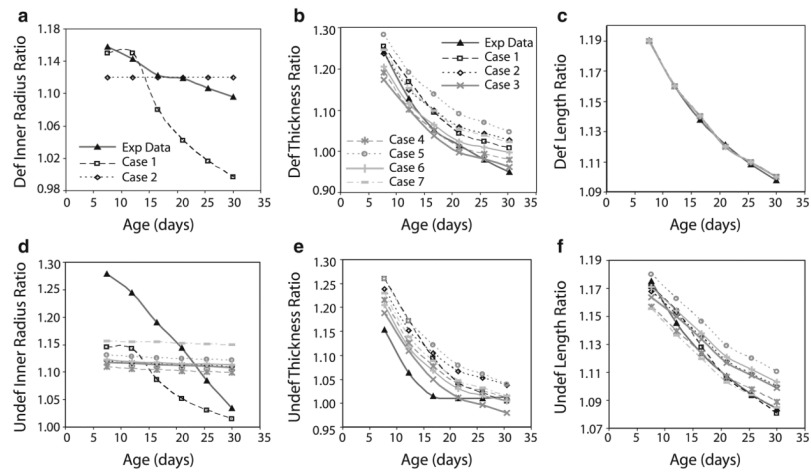 a
Def Inner Radius Ratio
1.18
1.14
1.10
1.06
1.02
0.98
0 5 10 15 20 25 30 35
Age (days)
Exp Data
Case 1
Case 2
b
Def Thickness Ratio
1.30
1.20
1.10
1.00
0.90
0 5 10 15 20 25 30 35
Age (days)
Exp Data
Case 1
Case 2
Case 3
Case 4
Case 5
Case 6
Case 7
c
Def Length Ratio
1.19
1.17
1.15
1.13
1.11
1.09
0 5 10 15 20 25 30 35
Age (days)
d
Undef Inner Radius Ratio
1.30
1.25
1.20
1.15
1.10
1.05
1.00
0 5 10 15 20 25 30 35
Age (days)
e
Undef Thickness Ratio
1.30
1.25
1.20
1.15
1.10
1.05
1.00
0.95
0 5 10 15 20 25 30 35
Age (days)
f
Undef Length Ratio
1.19
1.17
1.15
1.13
1.11
1.09
1.07
0 5 10 15 20 25 30 35
Age (days)